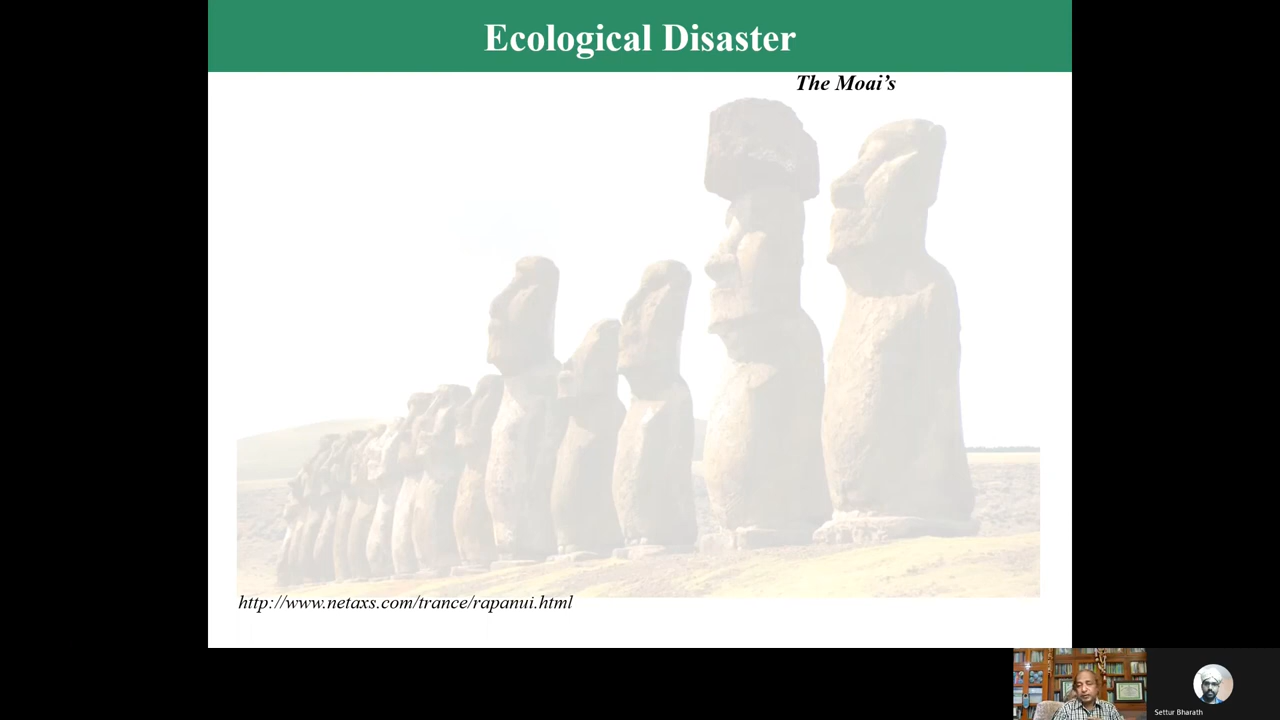 Ecological Disaster
The Moai's
http://www.netaxs.com/trance/rapanui.html
Settur Bharath